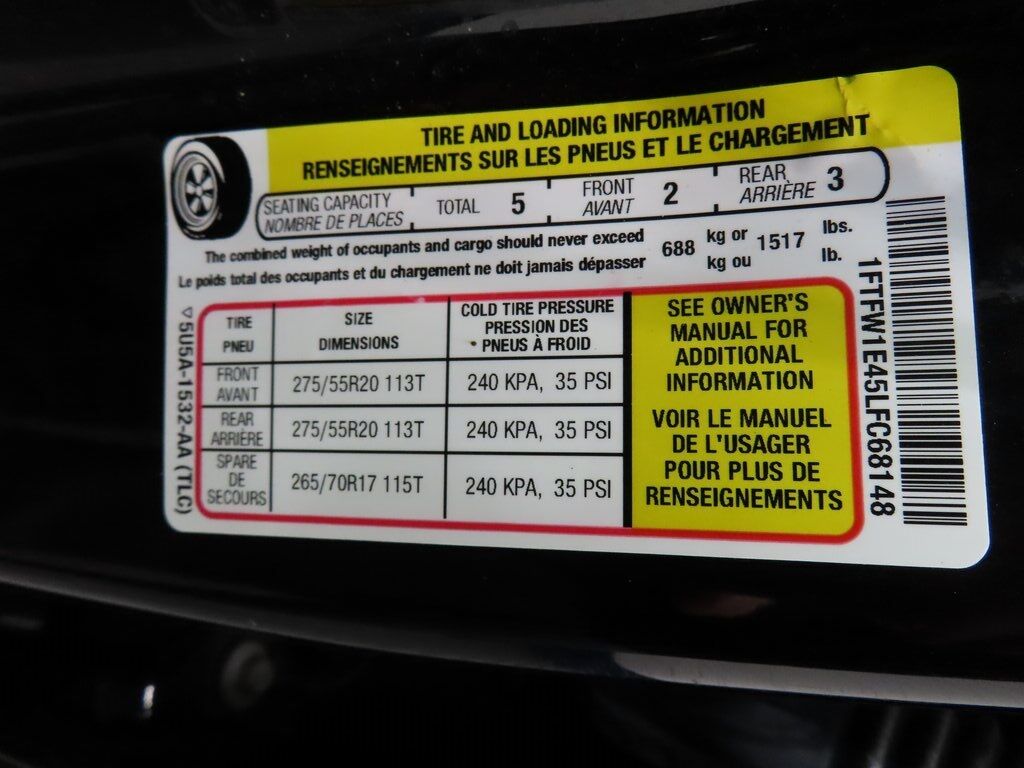 TIRE AND LOADING INFORMATION
RENSEIGNEMENTS SUR LES PNEUS ET LE CHARGEMENT
SEATING CAPACITY
NOMBRE DE PLACES
TOTAL 5
FRONT
AVANT
2
REAR
ARRIÈRE
3
The combined weight of occupants and cargo should never exceed
Le poids total des occupants et du chargement ne doit jamais dépasser
688
kg or
kg ou
1517
lbs.
lb.
TIRE
PNEU
SIZE
DIMENSIONS
COLD TIRE PRESSURE
PRESSION DES
PNEUS À FROID
FRONT
AVANT
275/55R20 113T
240 KPA, 35 PSI
REAR
ARRIÈRE
275/55R20 113T
240 KPA, 35 PSI
SPARE
DE
SECOURS
265/70R17 115T
240 KPA, 35 PSI
SEE OWNER'S
MANUAL FOR
ADDITIONAL
INFORMATION
VOIR LE MANUEL
DE L'USAGER
POUR PLUS DE
RENSEIGNEMENTS
5U5A-1532-AA (TLC)
1FTFW1E45LFC68148